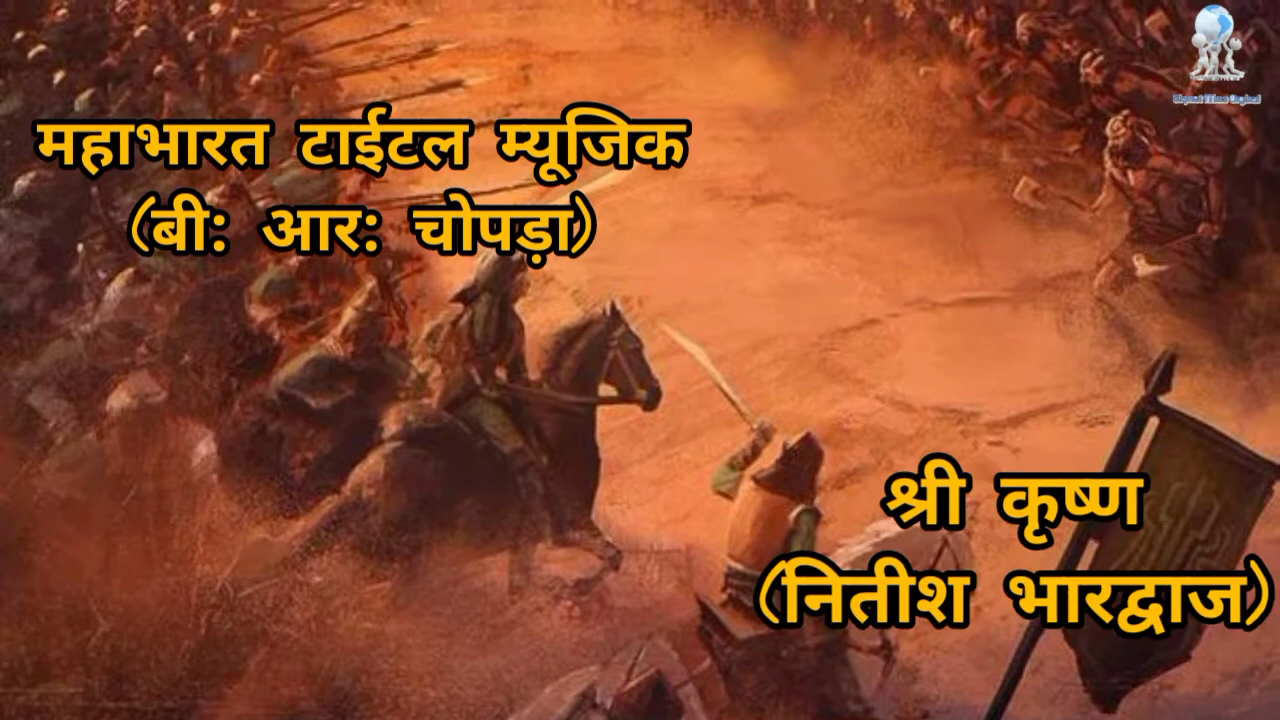 महाभारत टाईटल म्यूजिक
(बी: आर: चोपड़ा)
श्री कृष्ण
(नितीश भारद्वाज)